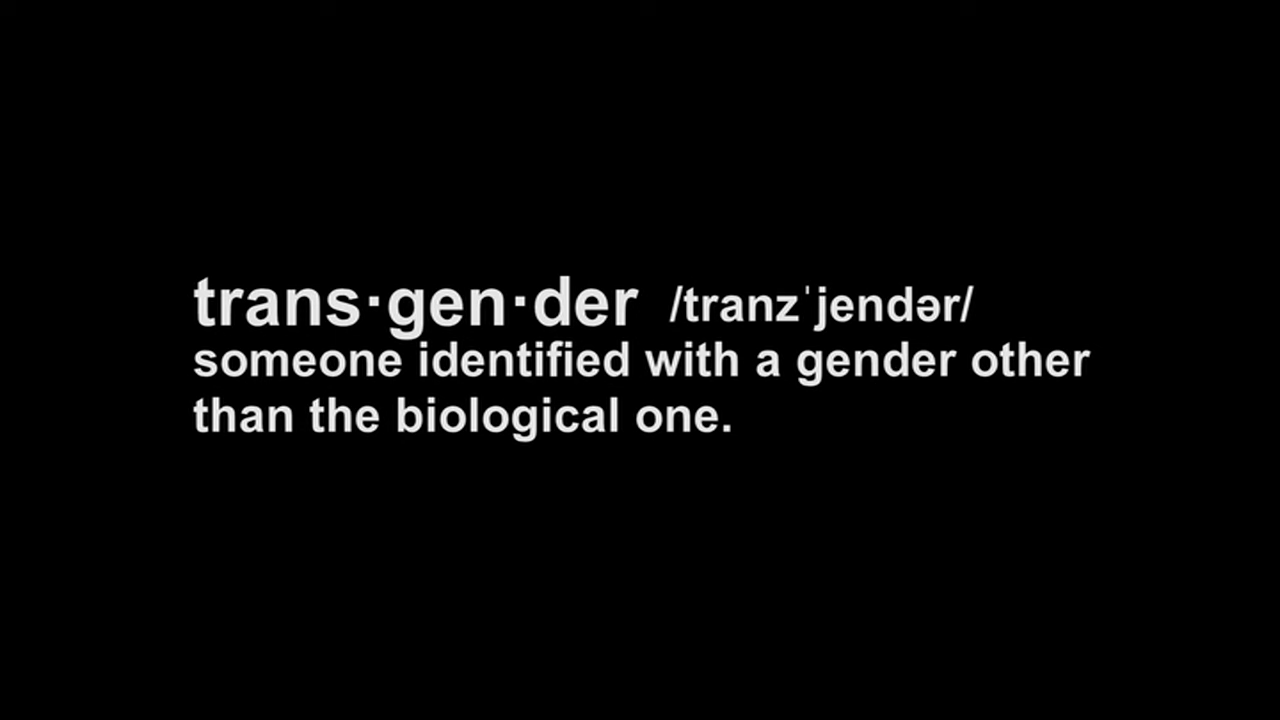 trans·gen·der /tranzˈjendər/
someone identified with a gender other
than the biological one.